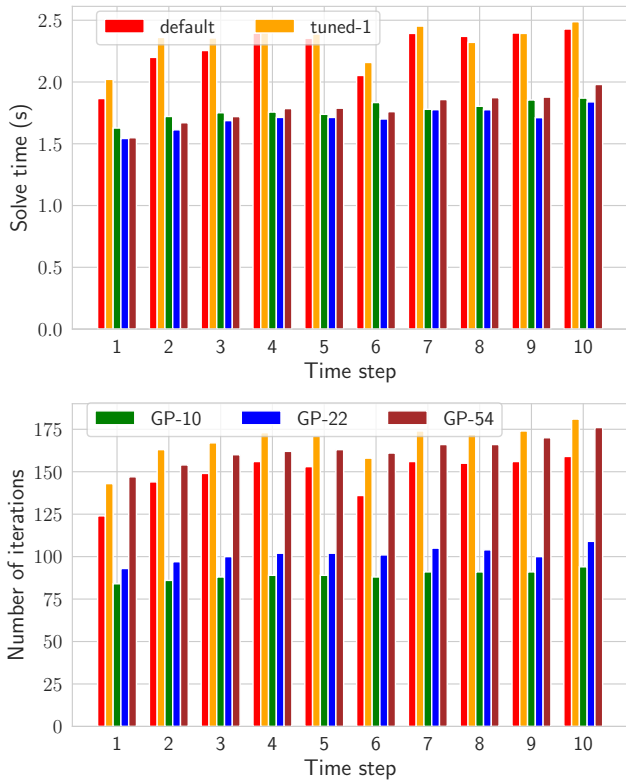 default tuned-1
Solve time (s)
2.5
2.0
1.5
1.0
0.5
0.0
1 2 3 4 5 6 7 8 9 10
Time step
GP-10 GP-22 GP-54
Number of iterations
175
150
125
100
75
50
25
0
1 2 3 4 5 6 7 8 9 10
Time step